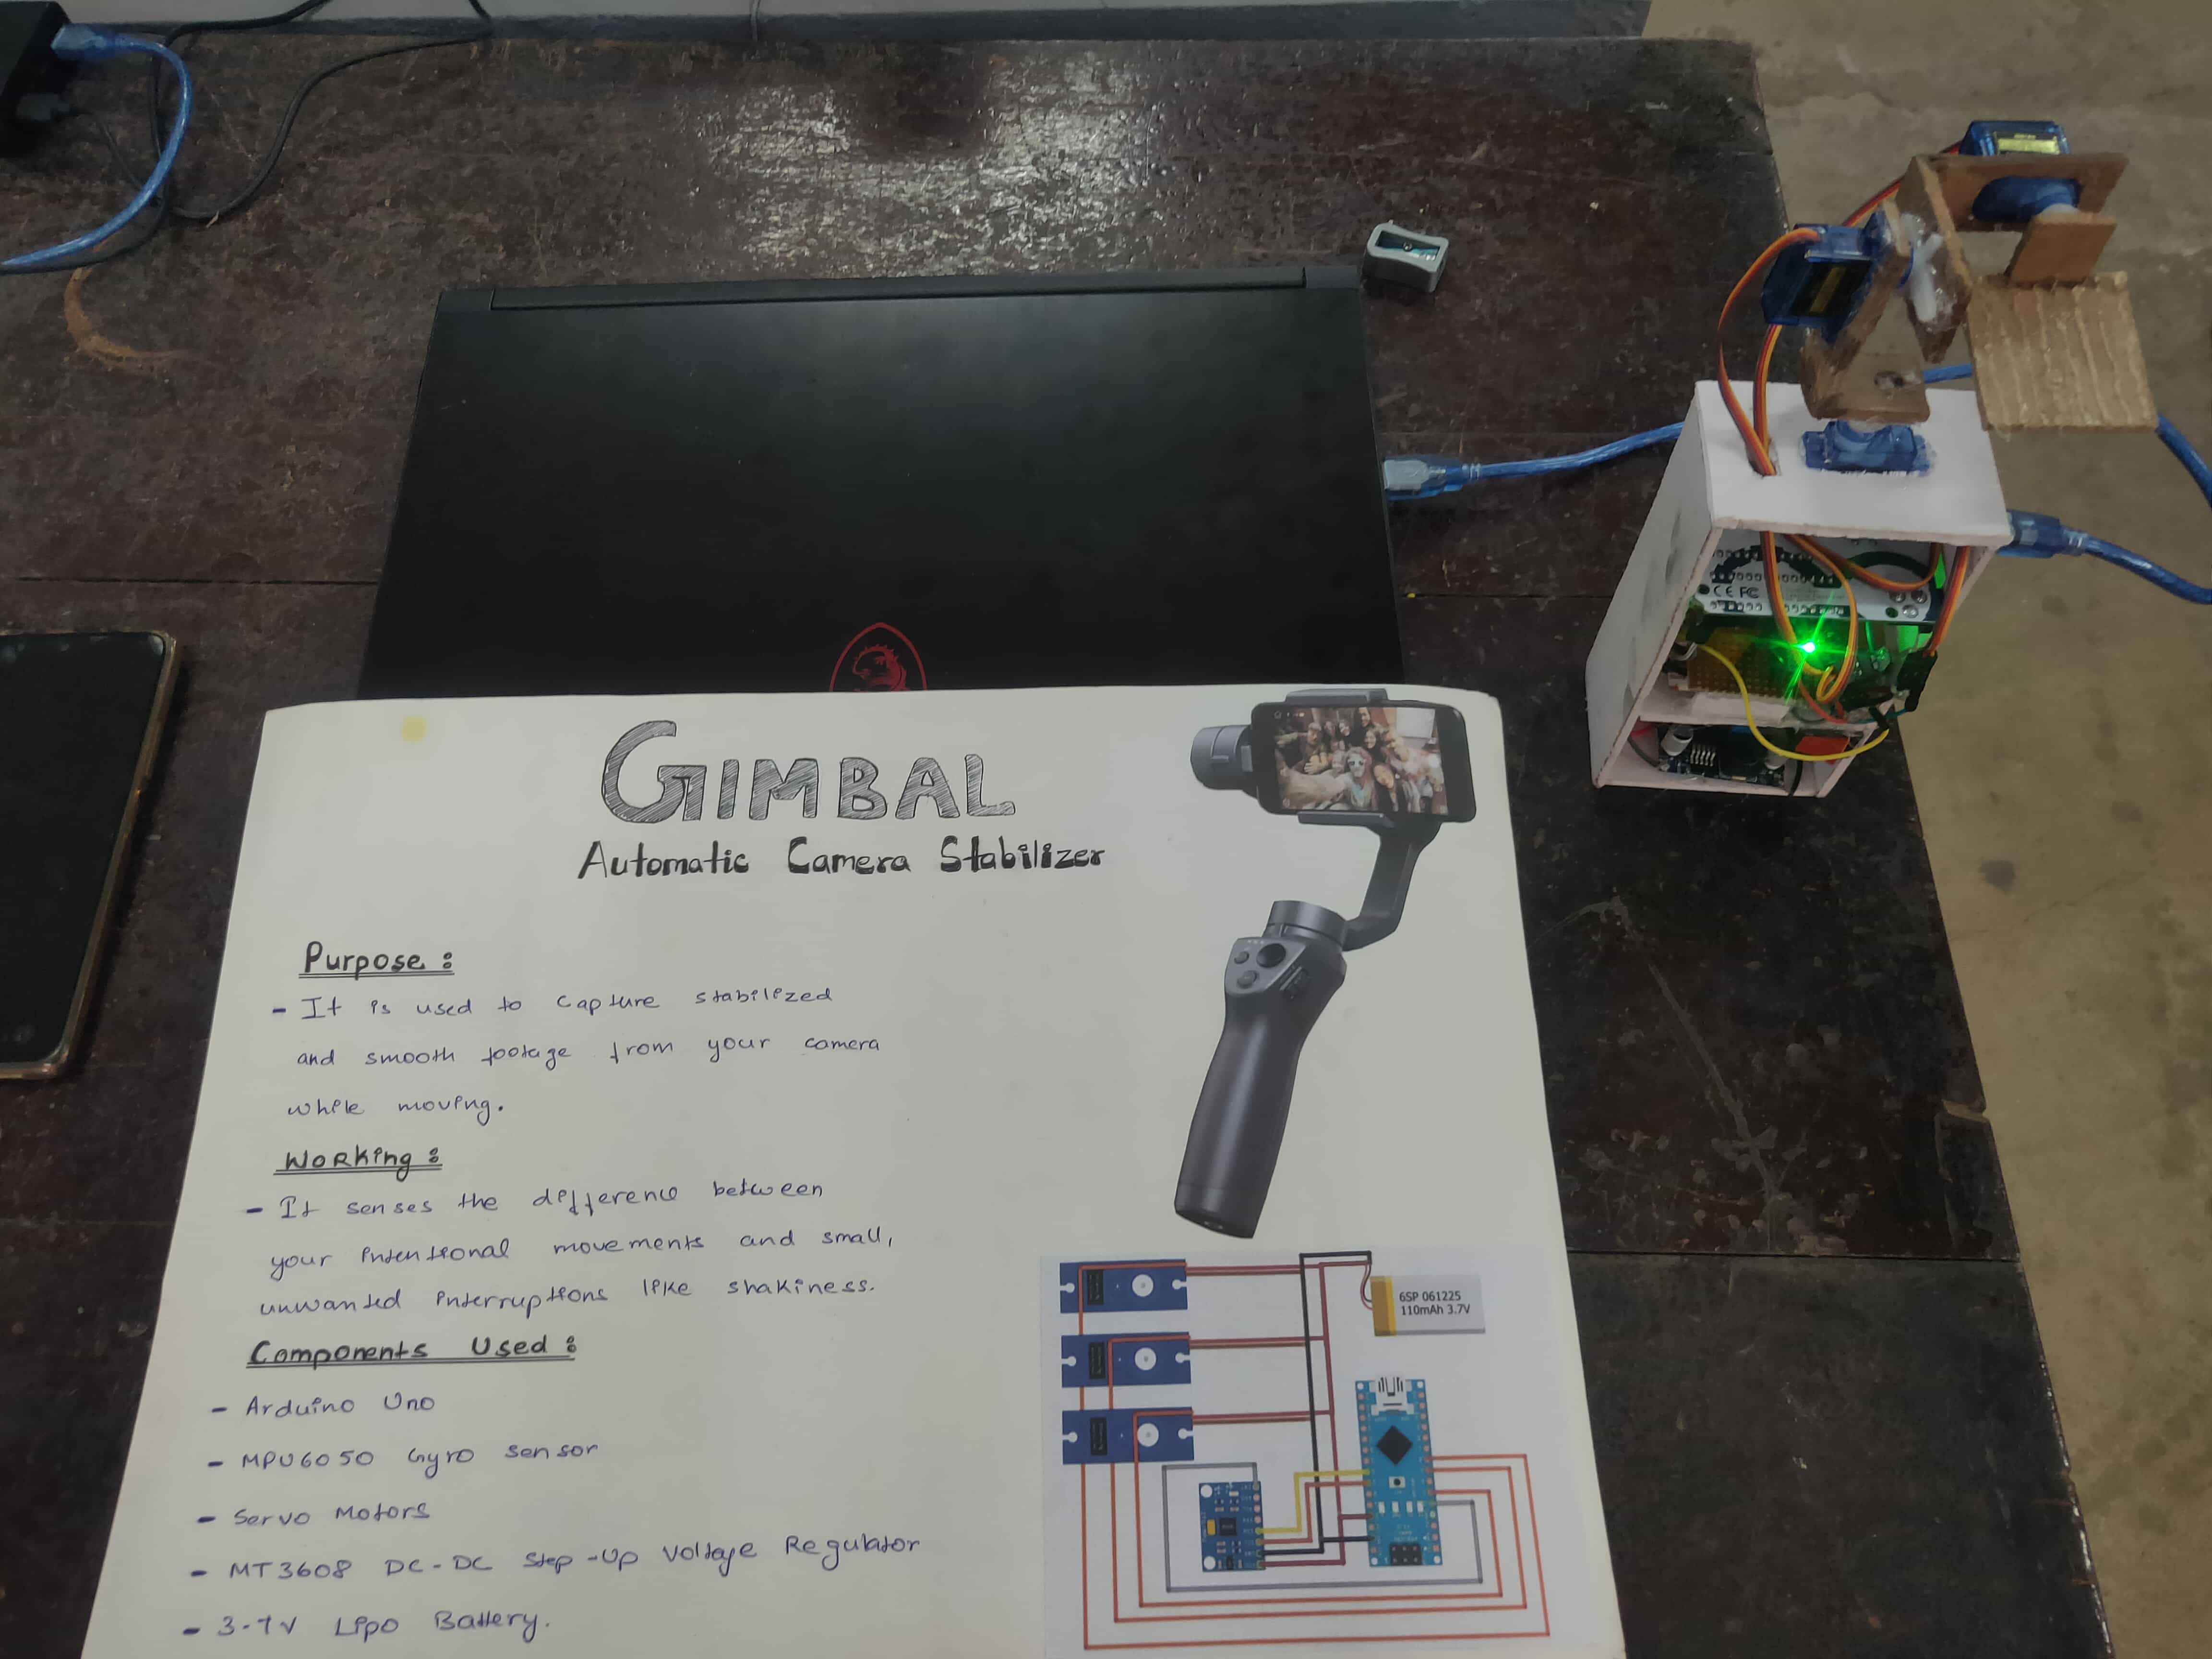 GIMBAL
Automatic Camera Stabilizer
Purpose :
- It is used to capture stabilized
and smooth footage from your camera
while moving.
Working :
- It senses the difference between
your intentional movements and small,
unwanted interruptions like shakiness.
Components Used :
- Arduino Uno
- MPU6050 Gyro sensor
- Servo Motors
- MT3608 DC-DC Step-Up Voltage Regulator
- 3.7V Lipo Battery.
6SP 061225
110mAh 3.7V
CE FC